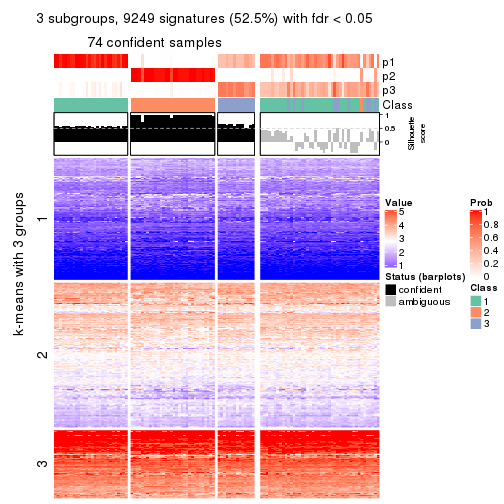 3 subgroups, 9249 signatures (52.5%) with fdr < 0.05
74 confident samples
p1
p2
p3
Class
1
0.5
0
Silhouette
score
k-means with 3 groups
1
2
3
Value
5
4
3
2
1
Status (barplots)
confident
ambiguous
Prob
1
0.8
0.6
0.4
0.2
0
Class
1
2
3